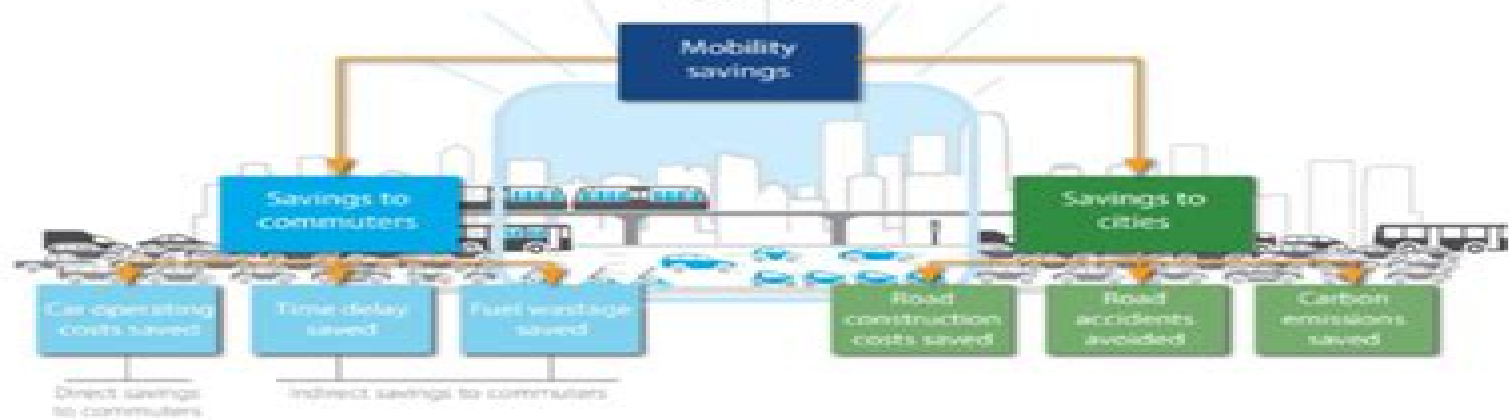 Mobility
savings
Savings to
commuters
Savings to
cities
Car operating
costs saved
Time delay
saved
Fuel wastage
saved
Road
construction
costs saved
Road
accidents
avoided
Carbon
emissions
saved
Direct savings
to commuters
Indirect savings to commuters